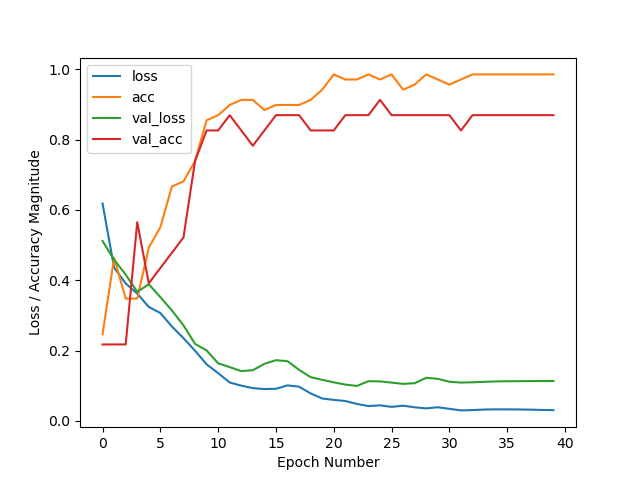 1.0
0.8
0.6
0.4
0.2
0.0
Loss / Accuracy Magnitude
loss
acc
val_loss
val_acc
0 5 10 15 20 25 30 35 40
Epoch Number